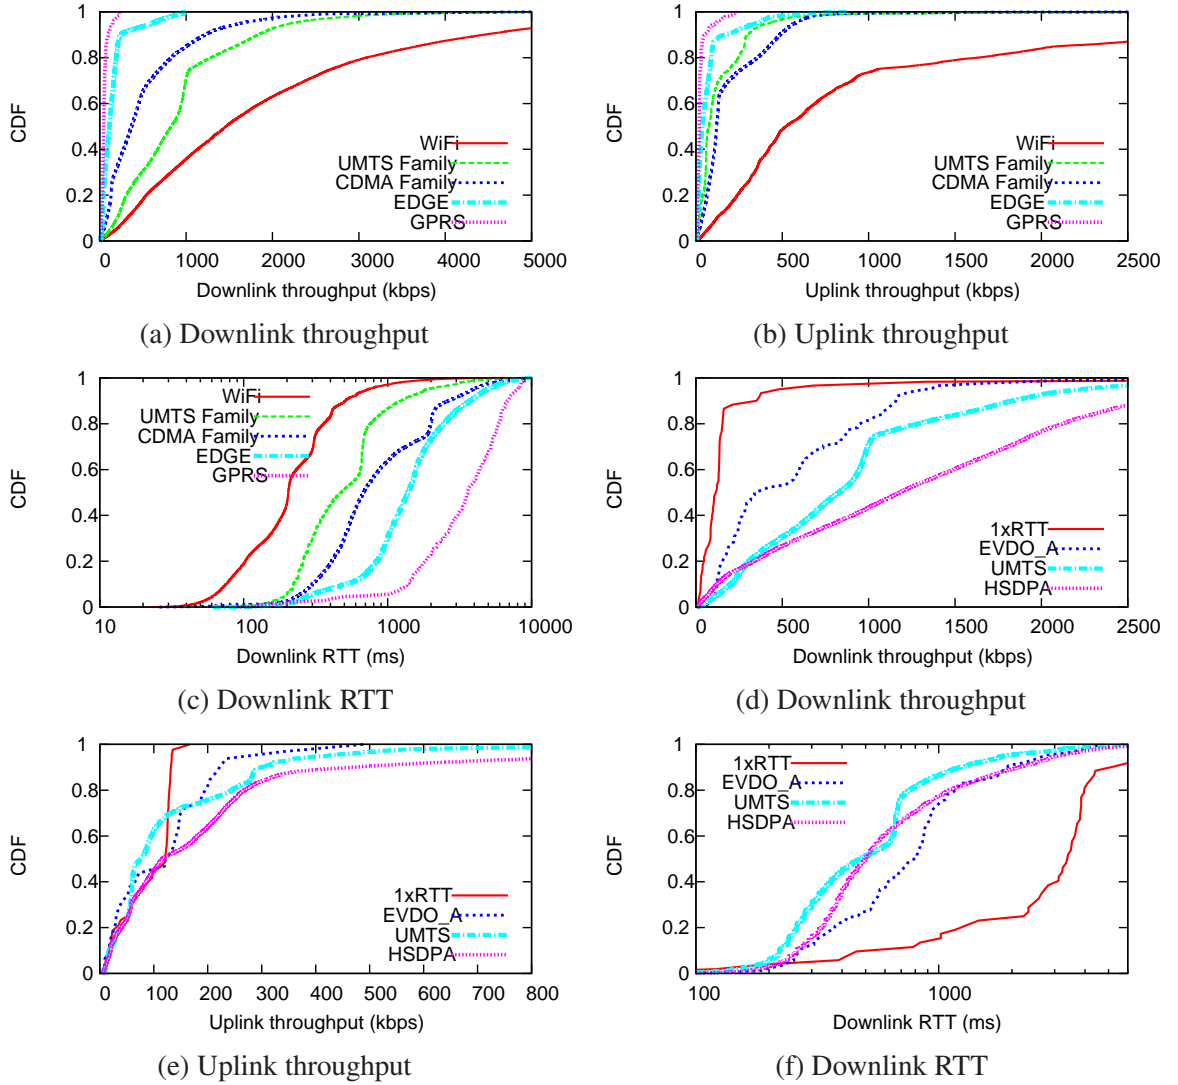 CDF
1
0.8
0.6
0.4
0.2
0
WiFi
UMTS Family
CDMA Family
EDGE
GPRS
0 1000 2000 3000 4000 5000
Downlink throughput (kbps)
(a) Downlink throughput
CDF
1
0.8
0.6
0.4
0.2
0
WiFi
UMTS Family
CDMA Family
EDGE
GPRS
0 500 1000 1500 2000 2500
Uplink throughput (kbps)
(b) Uplink throughput
CDF
1
0.8
0.6
0.4
0.2
0
WiFi
UMTS Family
CDMA Family
EDGE
GPRS
10 100 1000 10000
Downlink RTT (ms)
(c) Downlink RTT
CDF
1
0.8
0.6
0.4
0.2
0
1xRTT
EVDO_A
UMTS
HSDPA
0 500 1000 1500 2000 2500
Downlink throughput (kbps)
(d) Downlink throughput
CDF
1
0.8
0.6
0.4
0.2
0
1xRTT
EVDO_A
UMTS
HSDPA
0 100 200 300 400 500 600 700 800
Uplink throughput (kbps)
(e) Uplink throughput
CDF
1
0.8
0.6
0.4
0.2
0
1xRTT
EVDO_A
UMTS
HSDPA
100 1000
Downlink RTT (ms)
(f) Downlink RTT